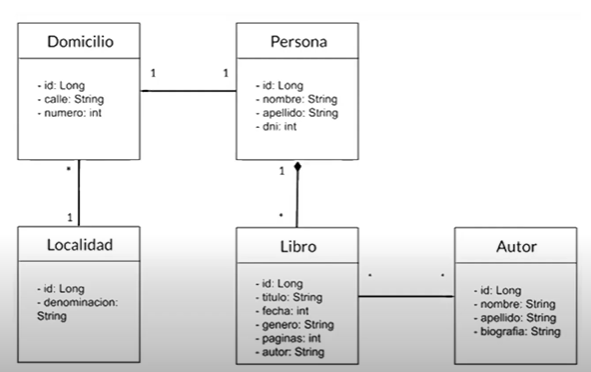 Domicilio
- id: Long
- calle: String
- numero: int
1
1
Persona
- id: Long
- nombre: String
- apellido: String
- dni: int
*
1
1
*
Localidad
- id: Long
- denominacion:
String
Libro
- id: Long
- titulo: String
- fecha: int
- genero: String
- paginas: int
- autor: String
*
*
Autor
- id: Long
- nombre: String
- apellido: String
- biografia: String